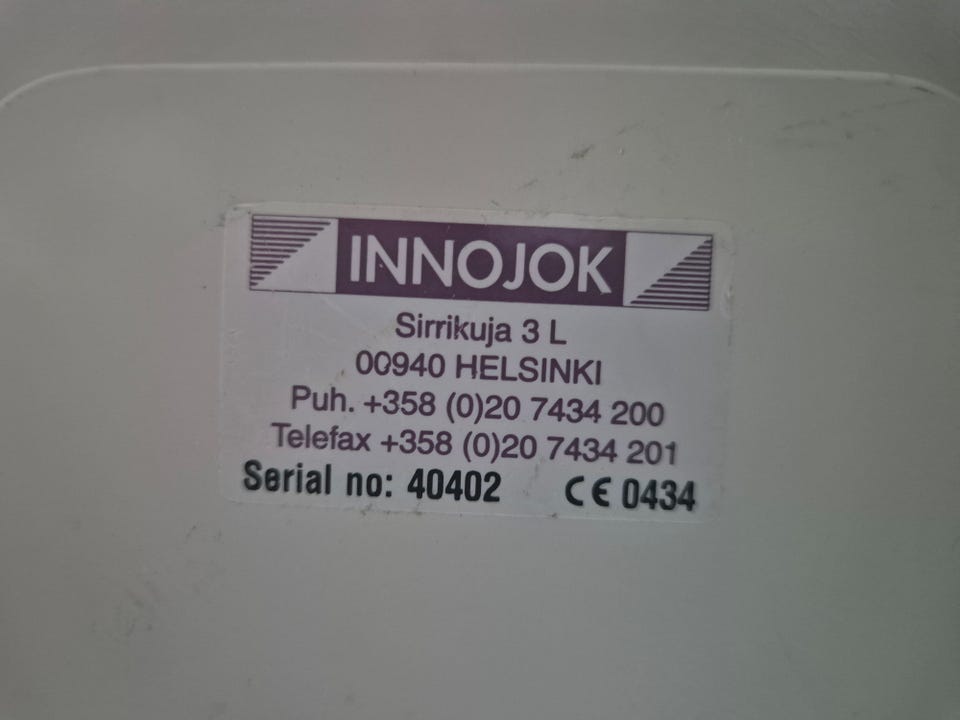 INNOJOK
Sirrikuja 3 L
00940 HELSINKI
Puh. +358 (0)20 7434 200
Telefax +358 (0)20 7434 201
Serial no: 40402 CE 0434